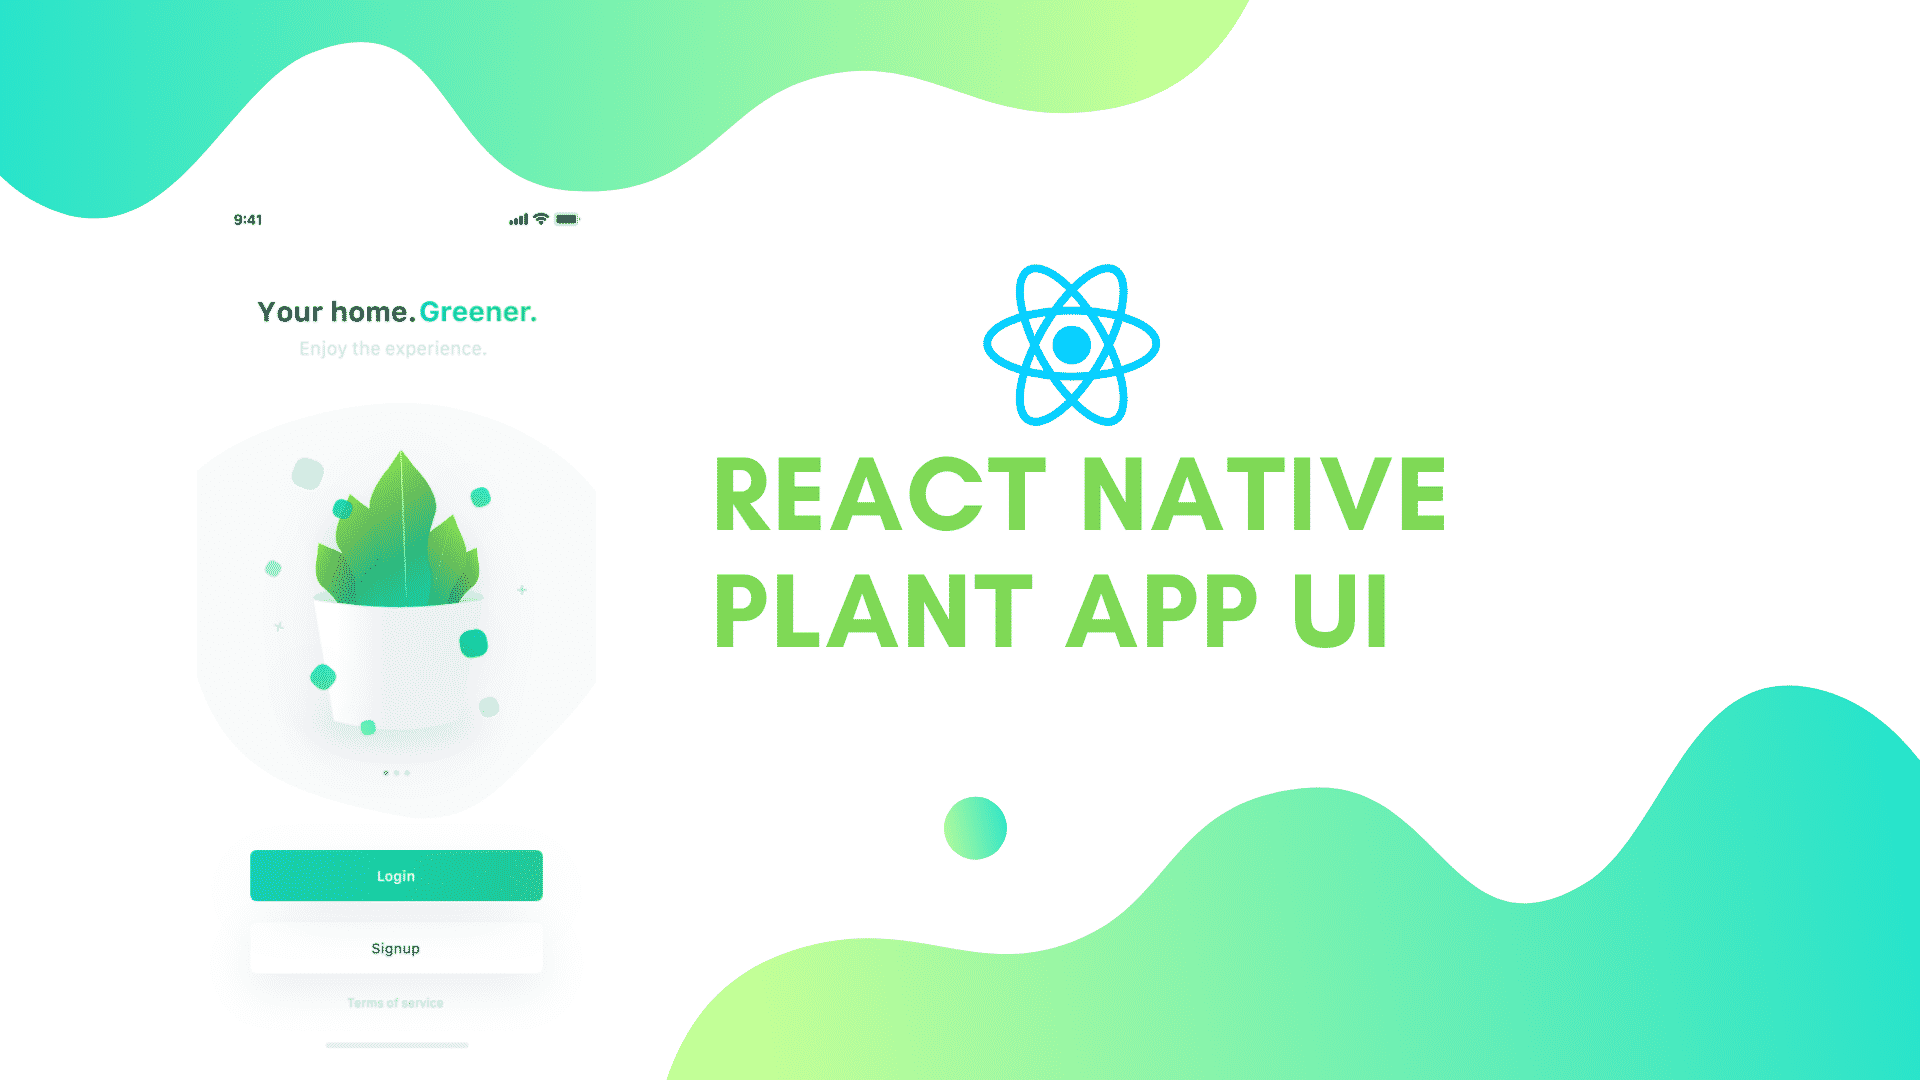 9:41
Your home. Greener.
Enjoy the experience.
Login
Signup
Terms of service
REACT NATIVE
PLANT APP UI